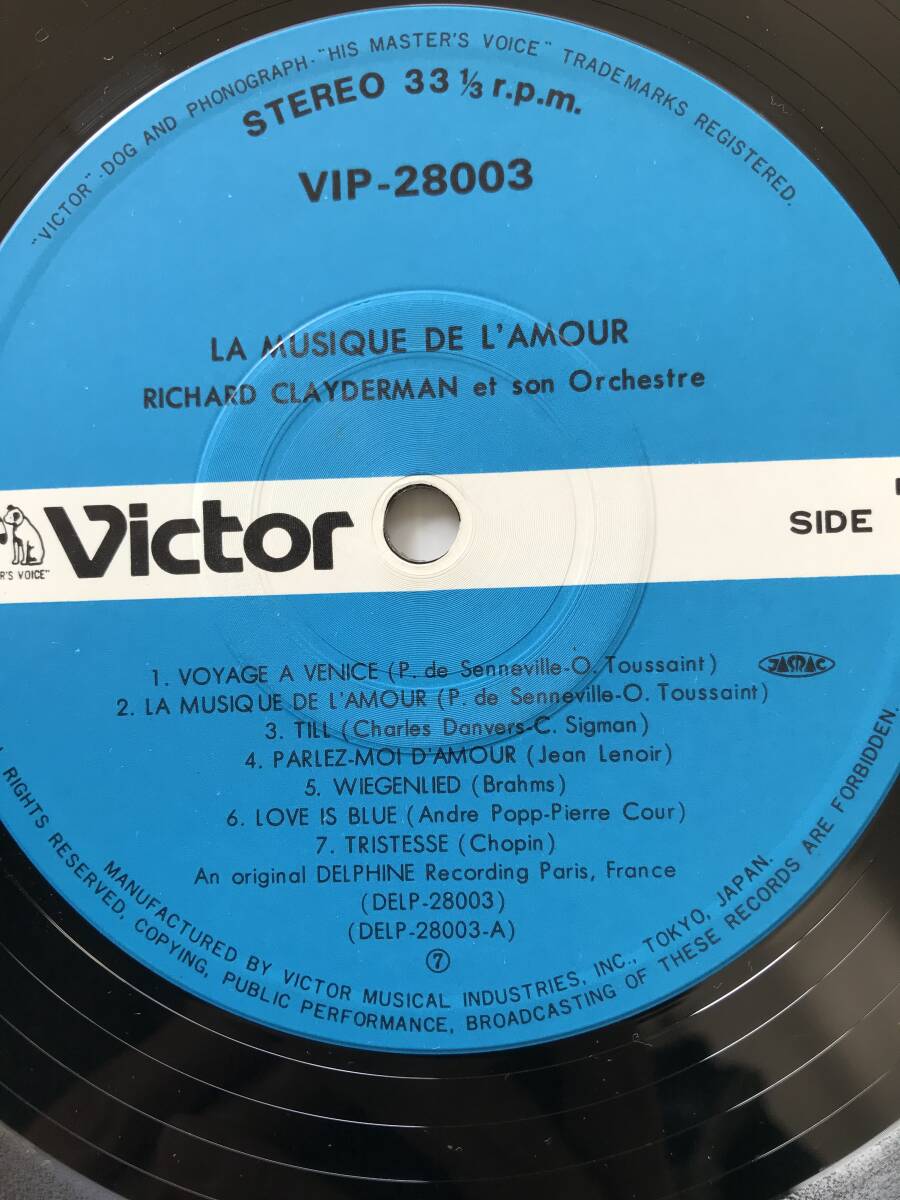 "VICTOR" DOG AND PHONOGRAPH · "HIS MASTER'S VOICE" TRADEMARKS REGISTERED.
STEREO 33 ⅓ r.p.m.
VIP-28003
LA MUSIQUE DE L'AMOUR
RICHARD CLAYDERMAN et son Orchestre
Victor
SIDE
VOICE"
1. VOYAGE A VENICE (P. de Senneville-O. Toussaint)
JASRAC
2. LA MUSIQUE DE L'AMOUR (P. de Senneville-O. Toussaint)
3. TILL (Charles Danvers-C. Sigman)
4. PARLEZ-MOI D'AMOUR (Jean Lenoir)
5. WIEGENLIED (Brahms)
6. LOVE IS BLUE (Andre Popp-Pierre Cour)
7. TRISTESSE (Chopin)
An original DELPHINE Recording Paris, France
(DELP-28003)
(DELP-28003-A)
⑦
MANUFACTURED BY VICTOR MUSICAL INDUSTRIES, INC., TOKYO, JAPAN.
RIGHTS RESERVED, COPYING, PUBLIC PERFORMANCE, BROADCASTING OF THESE RECORDS ARE FORBIDDEN.